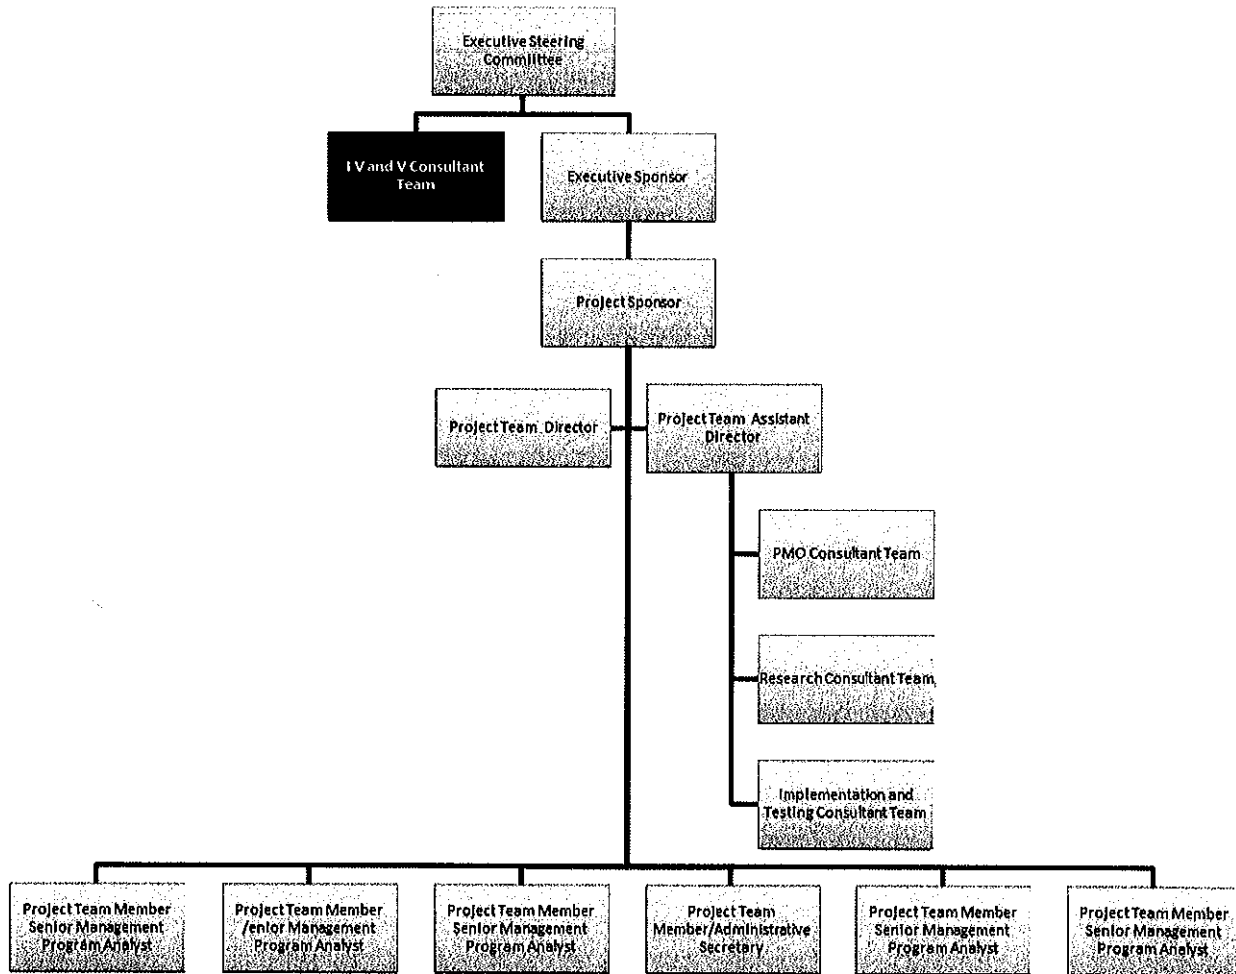 Executive Steering
Committee
I V and V Consultant
Team
Executive Sponsor
Project Sponsor
Project Team Director
Project Team Assistant
Director
PMO Consultant Team
Research Consultant Team,
Implementation and
Testing Consultant Team
Project Team Member
Senior Management
Program Analyst
Project Team Member
/enior Management
Program Analyst
Project Team Member
Senior Management
Program Analyst
Project Team
Member/Administrative
Secretary
Project Team Member
Senior Management
Program Analyst
Project Team Member
Senior Management
Program Analyst